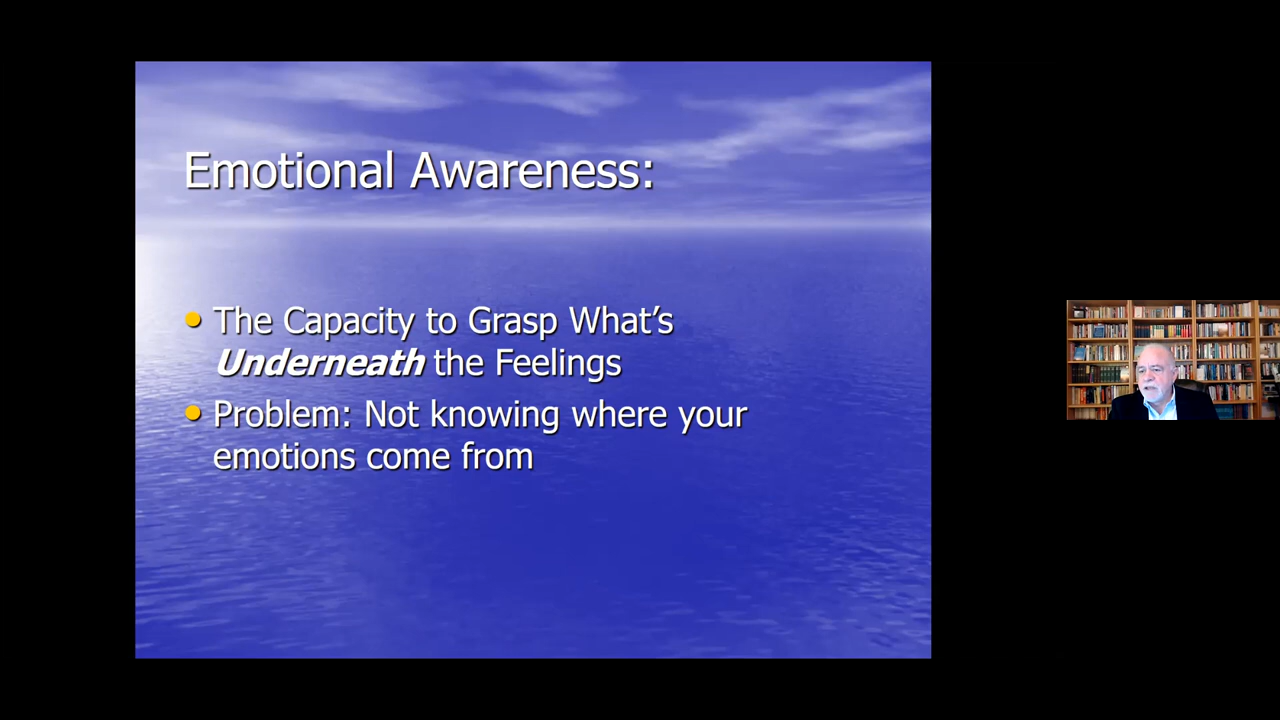 Emotional Awareness:
• The Capacity to Grasp What's
Underneath the Feelings
• Problem: Not knowing where your
emotions come from